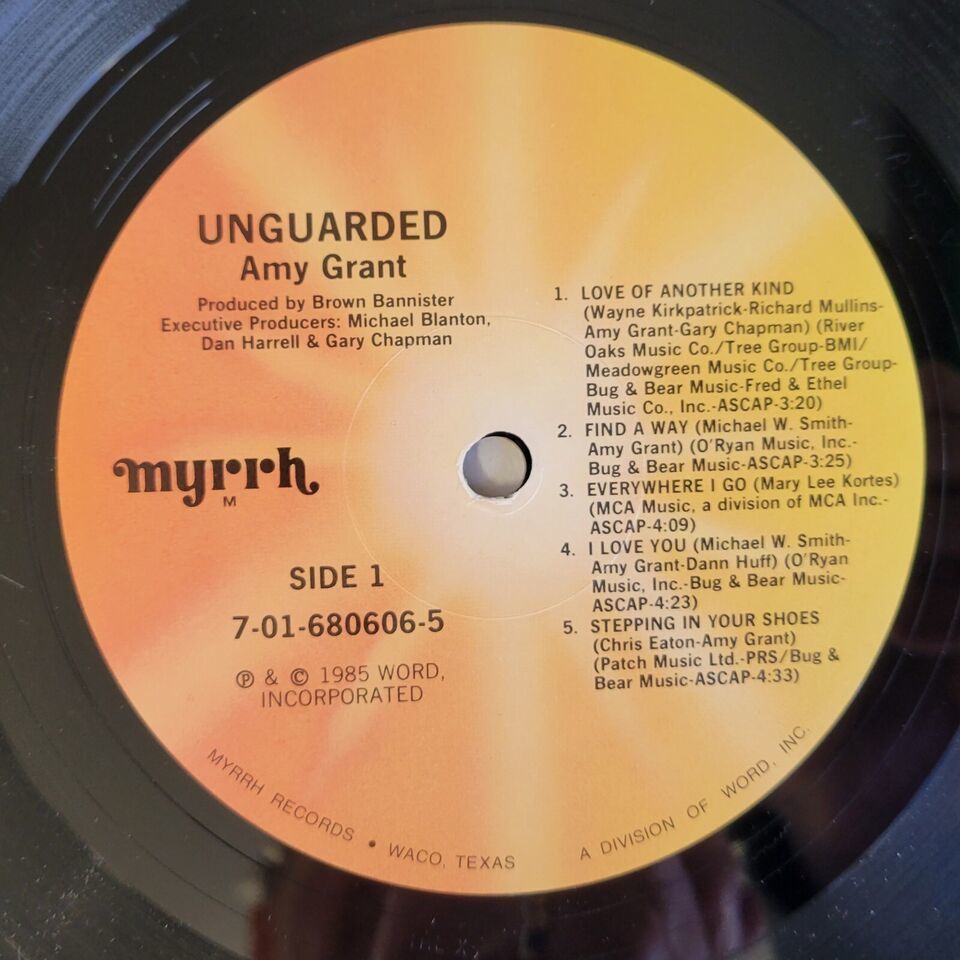 UNGUARDED
Amy Grant
Produced by Brown Bannister
Executive Producers: Michael Blanton,
Dan Harrell & Gary Chapman
myrrh
M
SIDE 1
7-01-680606-5
℗ & © 1985 WORD,
INCORPORATED
1. LOVE OF ANOTHER KIND
(Wayne Kirkpatrick-Richard Mullins-
Amy Grant-Gary Chapman) (River
Oaks Music Co./Tree Group-BMI/
Meadowgreen Music Co./Tree Group-
Bug & Bear Music-Fred & Ethel
Music Co., Inc.-ASCAP-3:20)
2. FIND A WAY (Michael W. Smith-
Amy Grant) (O'Ryan Music, Inc.-
Bug & Bear Music-ASCAP-3:25)
3. EVERYWHERE I GO (Mary Lee Kortes)
(MCA Music, a division of MCA Inc.-
ASCAP-4:09)
4. I LOVE YOU (Michael W. Smith-
Amy Grant-Dann Huff) (O'Ryan
Music, Inc.-Bug & Bear Music-
ASCAP-4:23)
5. STEPPING IN YOUR SHOES
(Chris Eaton-Amy Grant)
(Patch Music Ltd.-PRS/Bug &
Bear Music-ASCAP-4:33)
MYRRH RECORDS • WACO, TEXAS
A DIVISION OF WORD, INC.